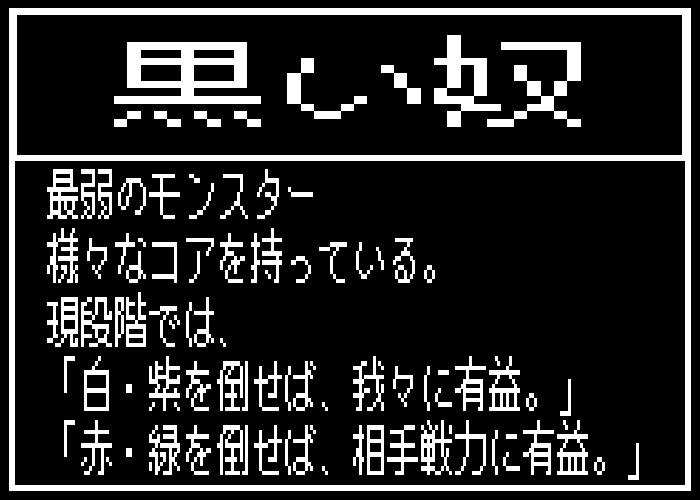 黒い奴
最弱のモンスター
様々なコアを持っている。
現段階では、
「白・紫を倒せば、我々に有益。」
「赤・緑を倒せば、相手戦力に有益。」